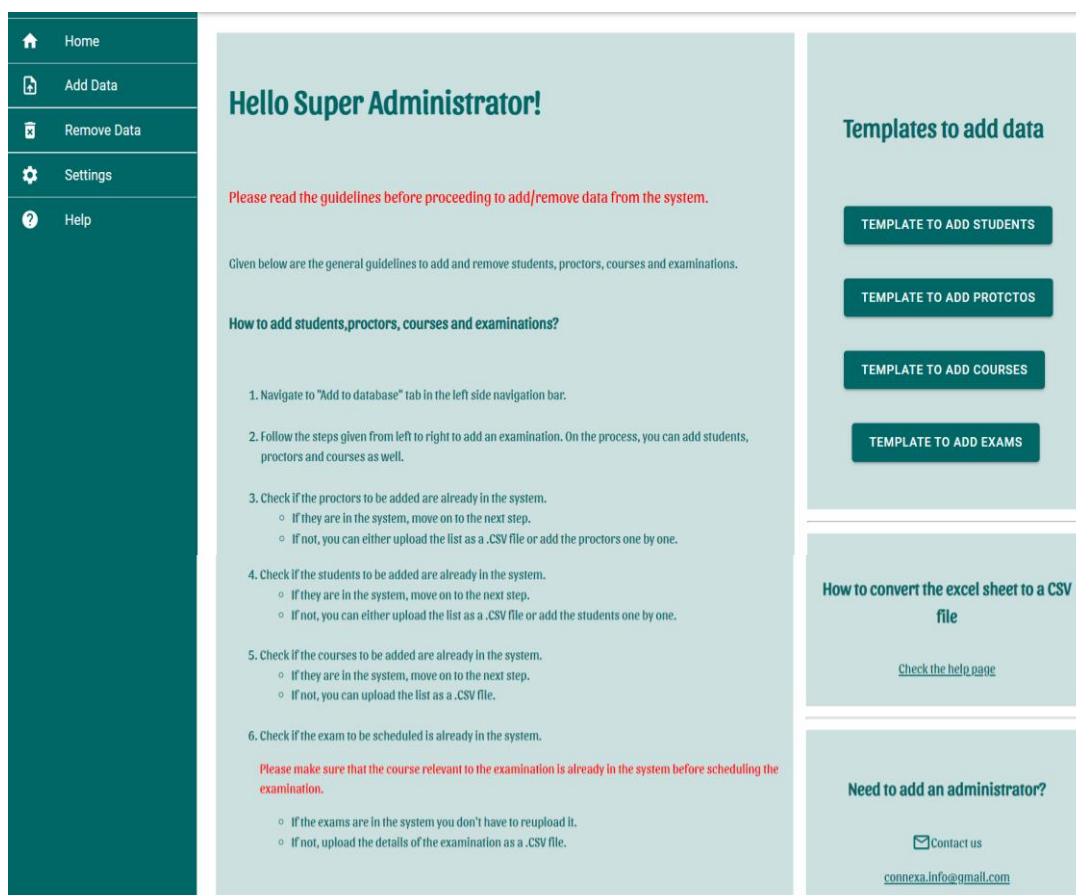 Home
Add Data
Remove Data
Settings
Help
Hello Super Administrator!
Please read the guidelines before proceeding to add/remove data from the system.
Given below are the general guidelines to add and remove students, proctors, courses and examinations.
How to add students,proctors, courses and examinations?
1. Navigate to "Add to database" tab in the left side navigation bar.
2. Follow the steps given from left to right to add an examination. On the process, you can add students,
proctors and courses as well.
3. Check if the proctors to be added are already in the system.
◦ If they are in the system, move on to the next step.
◦ If not, you can either upload the list as a .CSV file or add the proctors one by one.
4. Check if the students to be added are already in the system.
◦ If they are in the system, move on to the next step.
◦ If not, you can either upload the list as a .CSV file or add the students one by one.
5. Check if the courses to be added are already in the system.
◦ If they are in the system, move on to the next step.
◦ If not, you can upload the list as a .CSV file.
6. Check if the exam to be scheduled is already in the system.
Please make sure that the course relevant to the examination is already in the system before scheduling the
examination.
◦ If the exams are in the system you don't have to reupload it.
◦ If not, upload the details of the examination as a .CSV file.
Templates to add data
TEMPLATE TO ADD STUDENTS
TEMPLATE TO ADD PROTCTOS
TEMPLATE TO ADD COURSES
TEMPLATE TO ADD EXAMS
How to convert the excel sheet to a CSV
file
Check the help page
Need to add an administrator?
Contact us
connexa.info@gmail.com